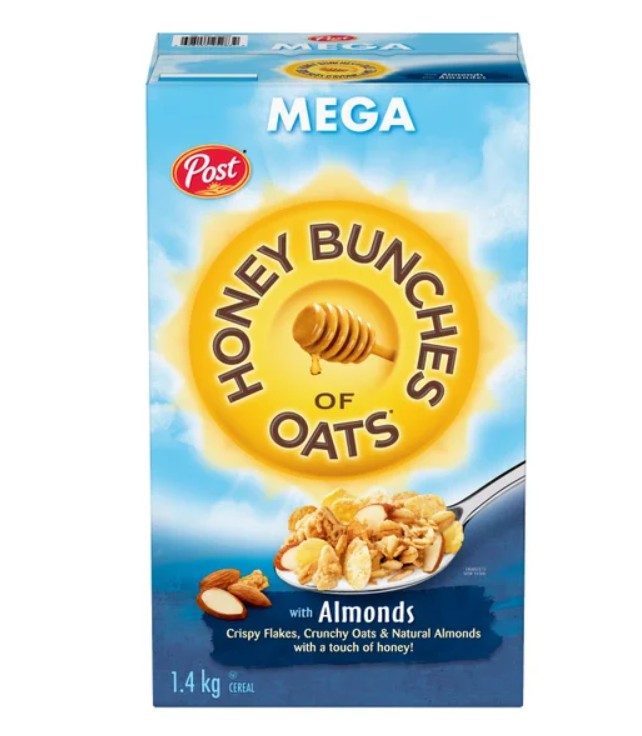 MEGA
Almonds
MEGA
Post
HONEY BUNCHES
OF
OATS
with Almonds
Crispy Flakes, Crunchy Oats & Natural Almonds
with a touch of honey!
1.4 kg CEREAL